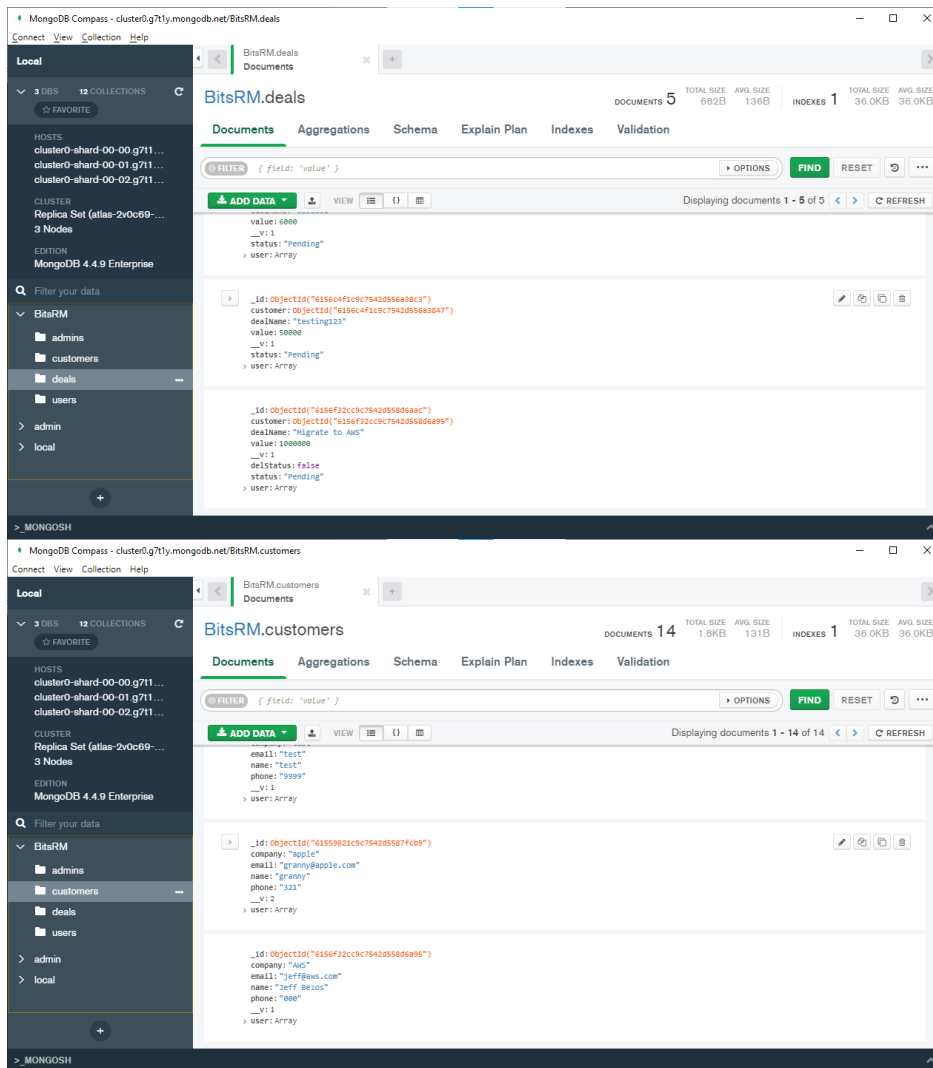 MongoDB Compass - cluster0.g7t1y.mongodb.net/BitsRM.deals
Connect View Collection Help
Local
BitsRM.deals
Documents
3 DBS 12 COLLECTIONS
☆ FAVORITE
BitsRM.deals
DOCUMENTS 5 TOTAL SIZE 682B AVG. SIZE 136B INDEXES 1 TOTAL SIZE 36.0KB AVG. SIZE 36.0KB
HOSTS
cluster0-shard-00-00.g7t1...
cluster0-shard-00-01.g7t1...
cluster0-shard-00-02.g7t1...
CLUSTER
Replica Set (atlas-2v0c69-...
3 Nodes
EDITION
MongoDB 4.4.9 Enterprise
Filter your data
BitsRM
admins
customers
deals
users
admin
local
Documents Aggregations Schema Explain Plan Indexes Validation
FILTER { field: 'value' } OPTIONS FIND RESET
ADD DATA VIEW Displaying documents 1 - 5 of 5 REFRESH
value: 6000
__v: 1
status: "Pending"
user: Array
_id: ObjectId("6156c4f1c9c7542d556a38c3")
customer: ObjectId("6156c4f1c9c7542d556a3847")
dealName: "testing123"
value: 50000
__v: 1
status: "Pending"
user: Array
_id: ObjectId("6156f32cc9c7542d558d6aac")
customer: ObjectId("6156f32cc9c7542d558d6a95")
dealName: "Migrate to AWS"
value: 1000000
__v: 1
delStatus: false
status: "Pending"
user: Array
>_MONGOSH
MongoDB Compass - cluster0.g7t1y.mongodb.net/BitsRM.customers
Connect View Collection Help
Local
BitsRM.customers
Documents
3 DBS 12 COLLECTIONS
☆ FAVORITE
BitsRM.customers
DOCUMENTS 14 TOTAL SIZE 1.8KB AVG. SIZE 131B INDEXES 1 TOTAL SIZE 36.0KB AVG. SIZE 36.0KB
HOSTS
cluster0-shard-00-00.g7t1...
cluster0-shard-00-01.g7t1...
cluster0-shard-00-02.g7t1...
CLUSTER
Replica Set (atlas-2v0c69-...
3 Nodes
EDITION
MongoDB 4.4.9 Enterprise
Filter your data
BitsRM
admins
customers
deals
users
admin
local
Documents Aggregations Schema Explain Plan Indexes Validation
FILTER { field: 'value' } OPTIONS FIND RESET
ADD DATA VIEW Displaying documents 1 - 14 of 14 REFRESH
email: "test"
name: "test"
phone: "9999"
__v: 1
user: Array
_id: ObjectId("61559821c9c7542d5587fcb9")
company: "apple"
email: "granny@apple.com"
name: "granny"
phone: "321"
__v: 2
user: Array
_id: ObjectId("6156f32cc9c7542d558d6a95")
company: "AWS"
email: "jeff@aws.com"
name: "Jeff Bezos"
phone: "000"
__v: 1
user: Array
>_MONGOSH